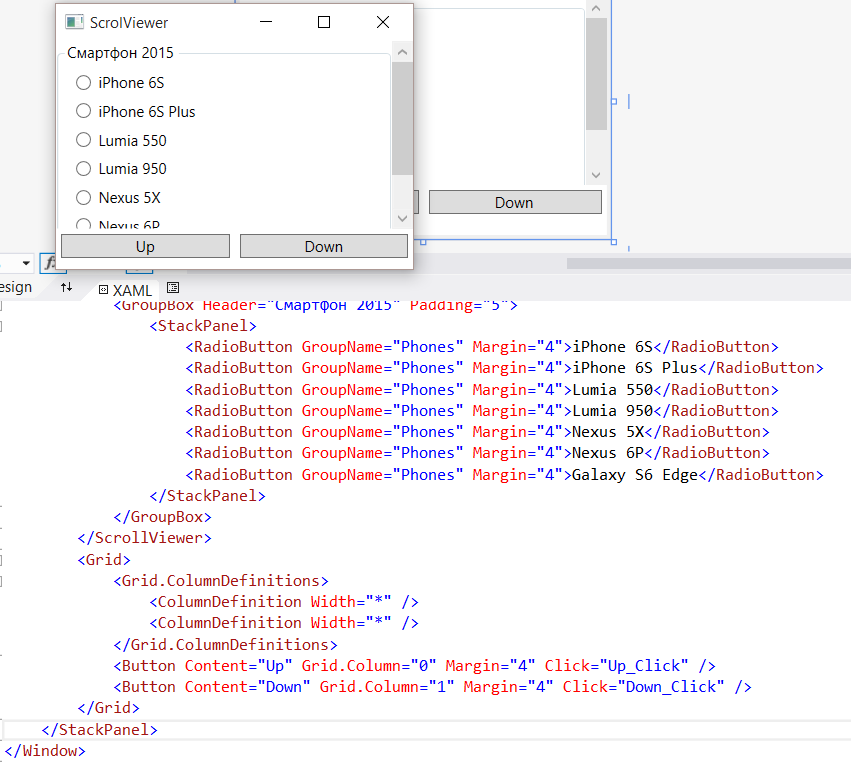 ScrolViewer
Смартфон 2015
iPhone 6S
iPhone 6S Plus
Lumia 550
Lumia 950
Nexus 5X
Nexus 6P
Up
Down
Down
esign
XAML
<GroupBox Header="Смартфон 2015" Padding="5">
<StackPanel>
<RadioButton GroupName="Phones" Margin="4">iPhone 6S</RadioButton>
<RadioButton GroupName="Phones" Margin="4">iPhone 6S Plus</RadioButton>
<RadioButton GroupName="Phones" Margin="4">Lumia 550</RadioButton>
<RadioButton GroupName="Phones" Margin="4">Lumia 950</RadioButton>
<RadioButton GroupName="Phones" Margin="4">Nexus 5X</RadioButton>
<RadioButton GroupName="Phones" Margin="4">Nexus 6P</RadioButton>
<RadioButton GroupName="Phones" Margin="4">Galaxy S6 Edge</RadioButton>
</StackPanel>
</GroupBox>
</ScrollViewer>
<Grid>
<Grid.ColumnDefinitions>
<ColumnDefinition Width="*" />
<ColumnDefinition Width="*" />
</Grid.ColumnDefinitions>
<Button Content="Up" Grid.Column="0" Margin="4" Click="Up_Click" />
<Button Content="Down" Grid.Column="1" Margin="4" Click="Down_Click" />
</Grid>
</StackPanel>
</Window>